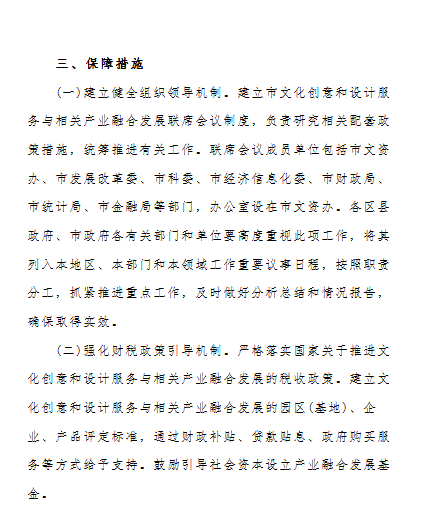 三、保障措施
(一)建立健全组织领导机制。建立市文化创意和设计服
务与相关产业融合发展联席会议制度，负责研究相关配套政
策措施，统筹推进有关工作。联席会议成员单位包括市文资
办、市发展改革委、市科委、市经济信息化委、市财政局、
市统计局、市金融局等部门，办公室设在市文资办。各区县
政府、市政府各有关部门和单位要高度重视此项工作，将其
列入本地区、本部门和本领域工作重要议事日程，按照职责
分工，抓紧推进重点工作，及时做好分析总结和情况报告，
确保取得实效。
(二)强化财税政策引导机制。严格落实国家关于推进文
化创意和设计服务与相关产业融合发展的税收政策。建立文
化创意和设计服务与相关产业融合发展的园区(基地)、企
业、产品评定标准，通过财政补贴、贷款贴息、政府购买服
务等方式给予支持。鼓励引导社会资本设立产业融合发展基
金。